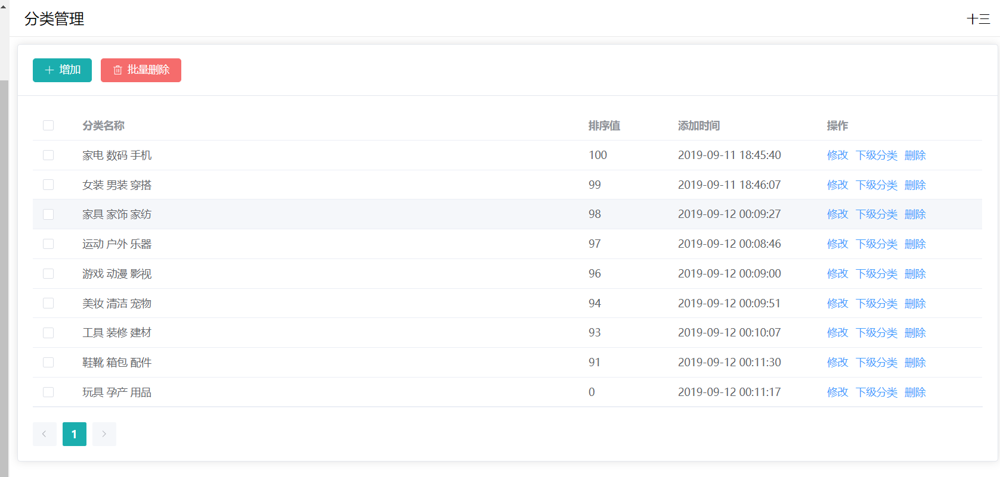 分类管理 十三
增加 批量删除
分类名称 排序值 添加时间 操作
家电 数码 手机 100 2019-09-11 18:45:40 修改 下级分类 删除
女装 男装 穿搭 99 2019-09-11 18:46:07 修改 下级分类 删除
家具 家饰 家纺 98 2019-09-12 00:09:27 修改 下级分类 删除
运动 户外 乐器 97 2019-09-12 00:08:46 修改 下级分类 删除
游戏 动漫 影视 96 2019-09-12 00:09:00 修改 下级分类 删除
美妆 清洁 宠物 94 2019-09-12 00:09:51 修改 下级分类 删除
工具 装修 建材 93 2019-09-12 00:10:07 修改 下级分类 删除
鞋靴 箱包 配件 91 2019-09-12 00:11:30 修改 下级分类 删除
玩具 孕产 用品 0 2019-09-12 00:11:17 修改 下级分类 删除
1